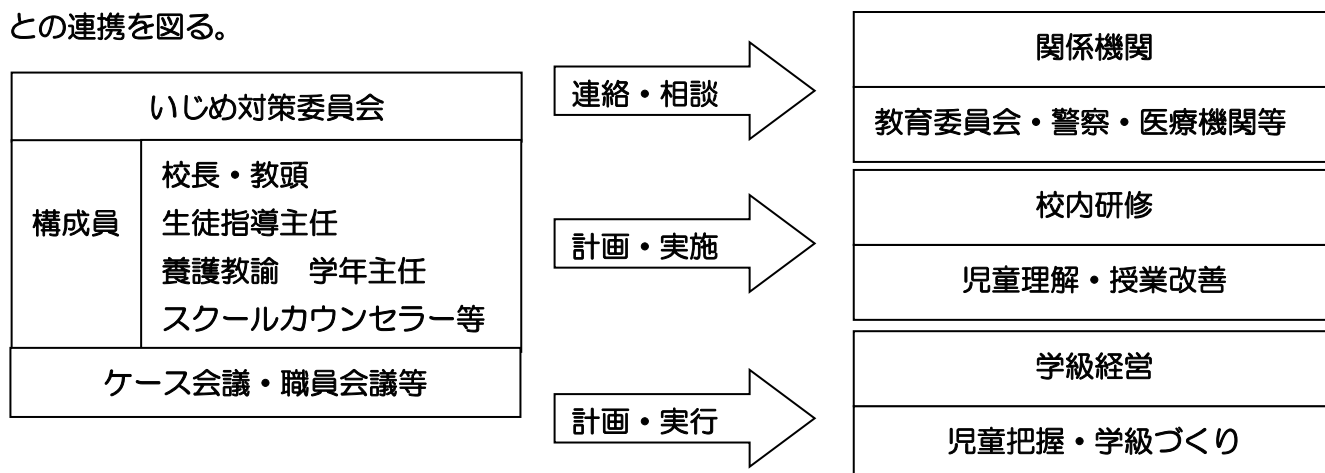 との連携を図る。
いじめ対策委員会
構成員
校長・教頭
生徒指導主任
養護教諭　学年主任
スクールカウンセラー等
ケース会議・職員会議等
連絡・相談
関係機関
教育委員会・警察・医療機関等
計画・実施
校内研修
児童理解・授業改善
計画・実行
学級経営
児童把握・学級づくり